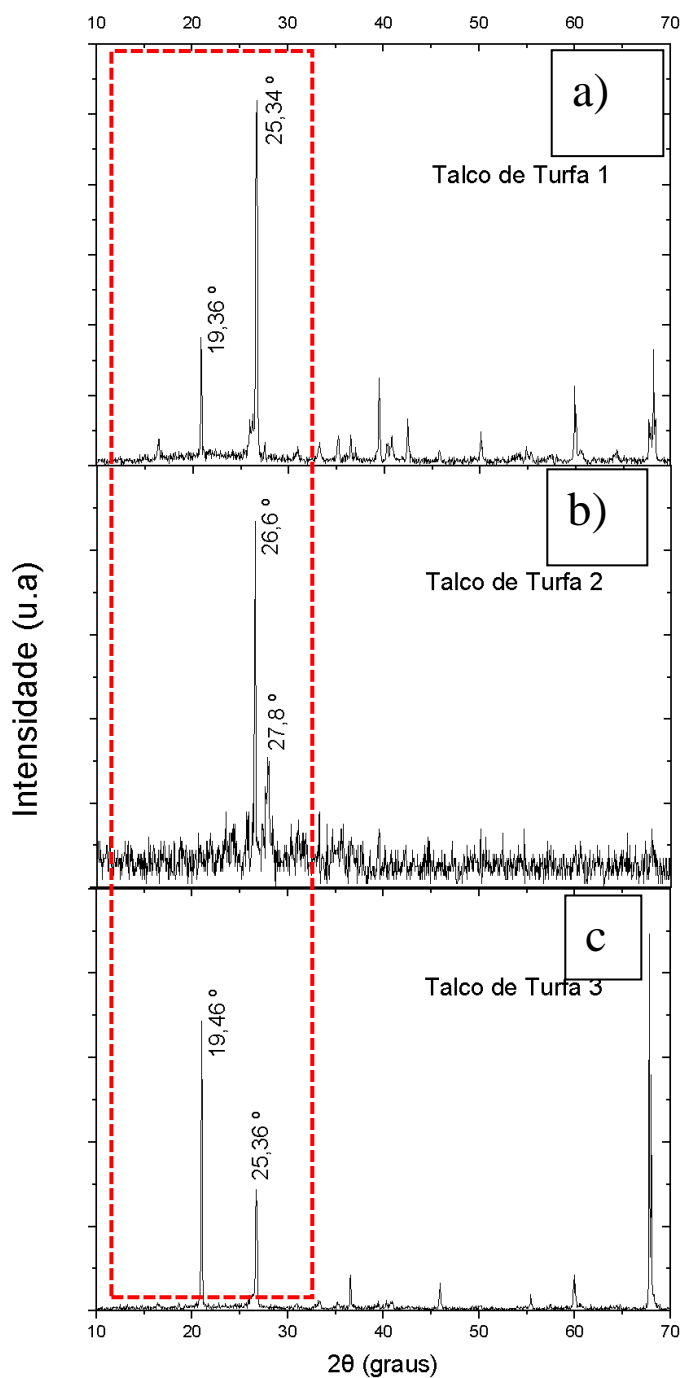 10 20 30 40 50 60 70
a)
25,34 º
Talco de Turfa 1
19,36 º
b)
26,6 º
Talco de Turfa 2
27,8 º
Intensidade (u.a)
c
Talco de Turfa 3
19,46 º
25,36 º
10 20 30 40 50 60 70
2θ (graus)